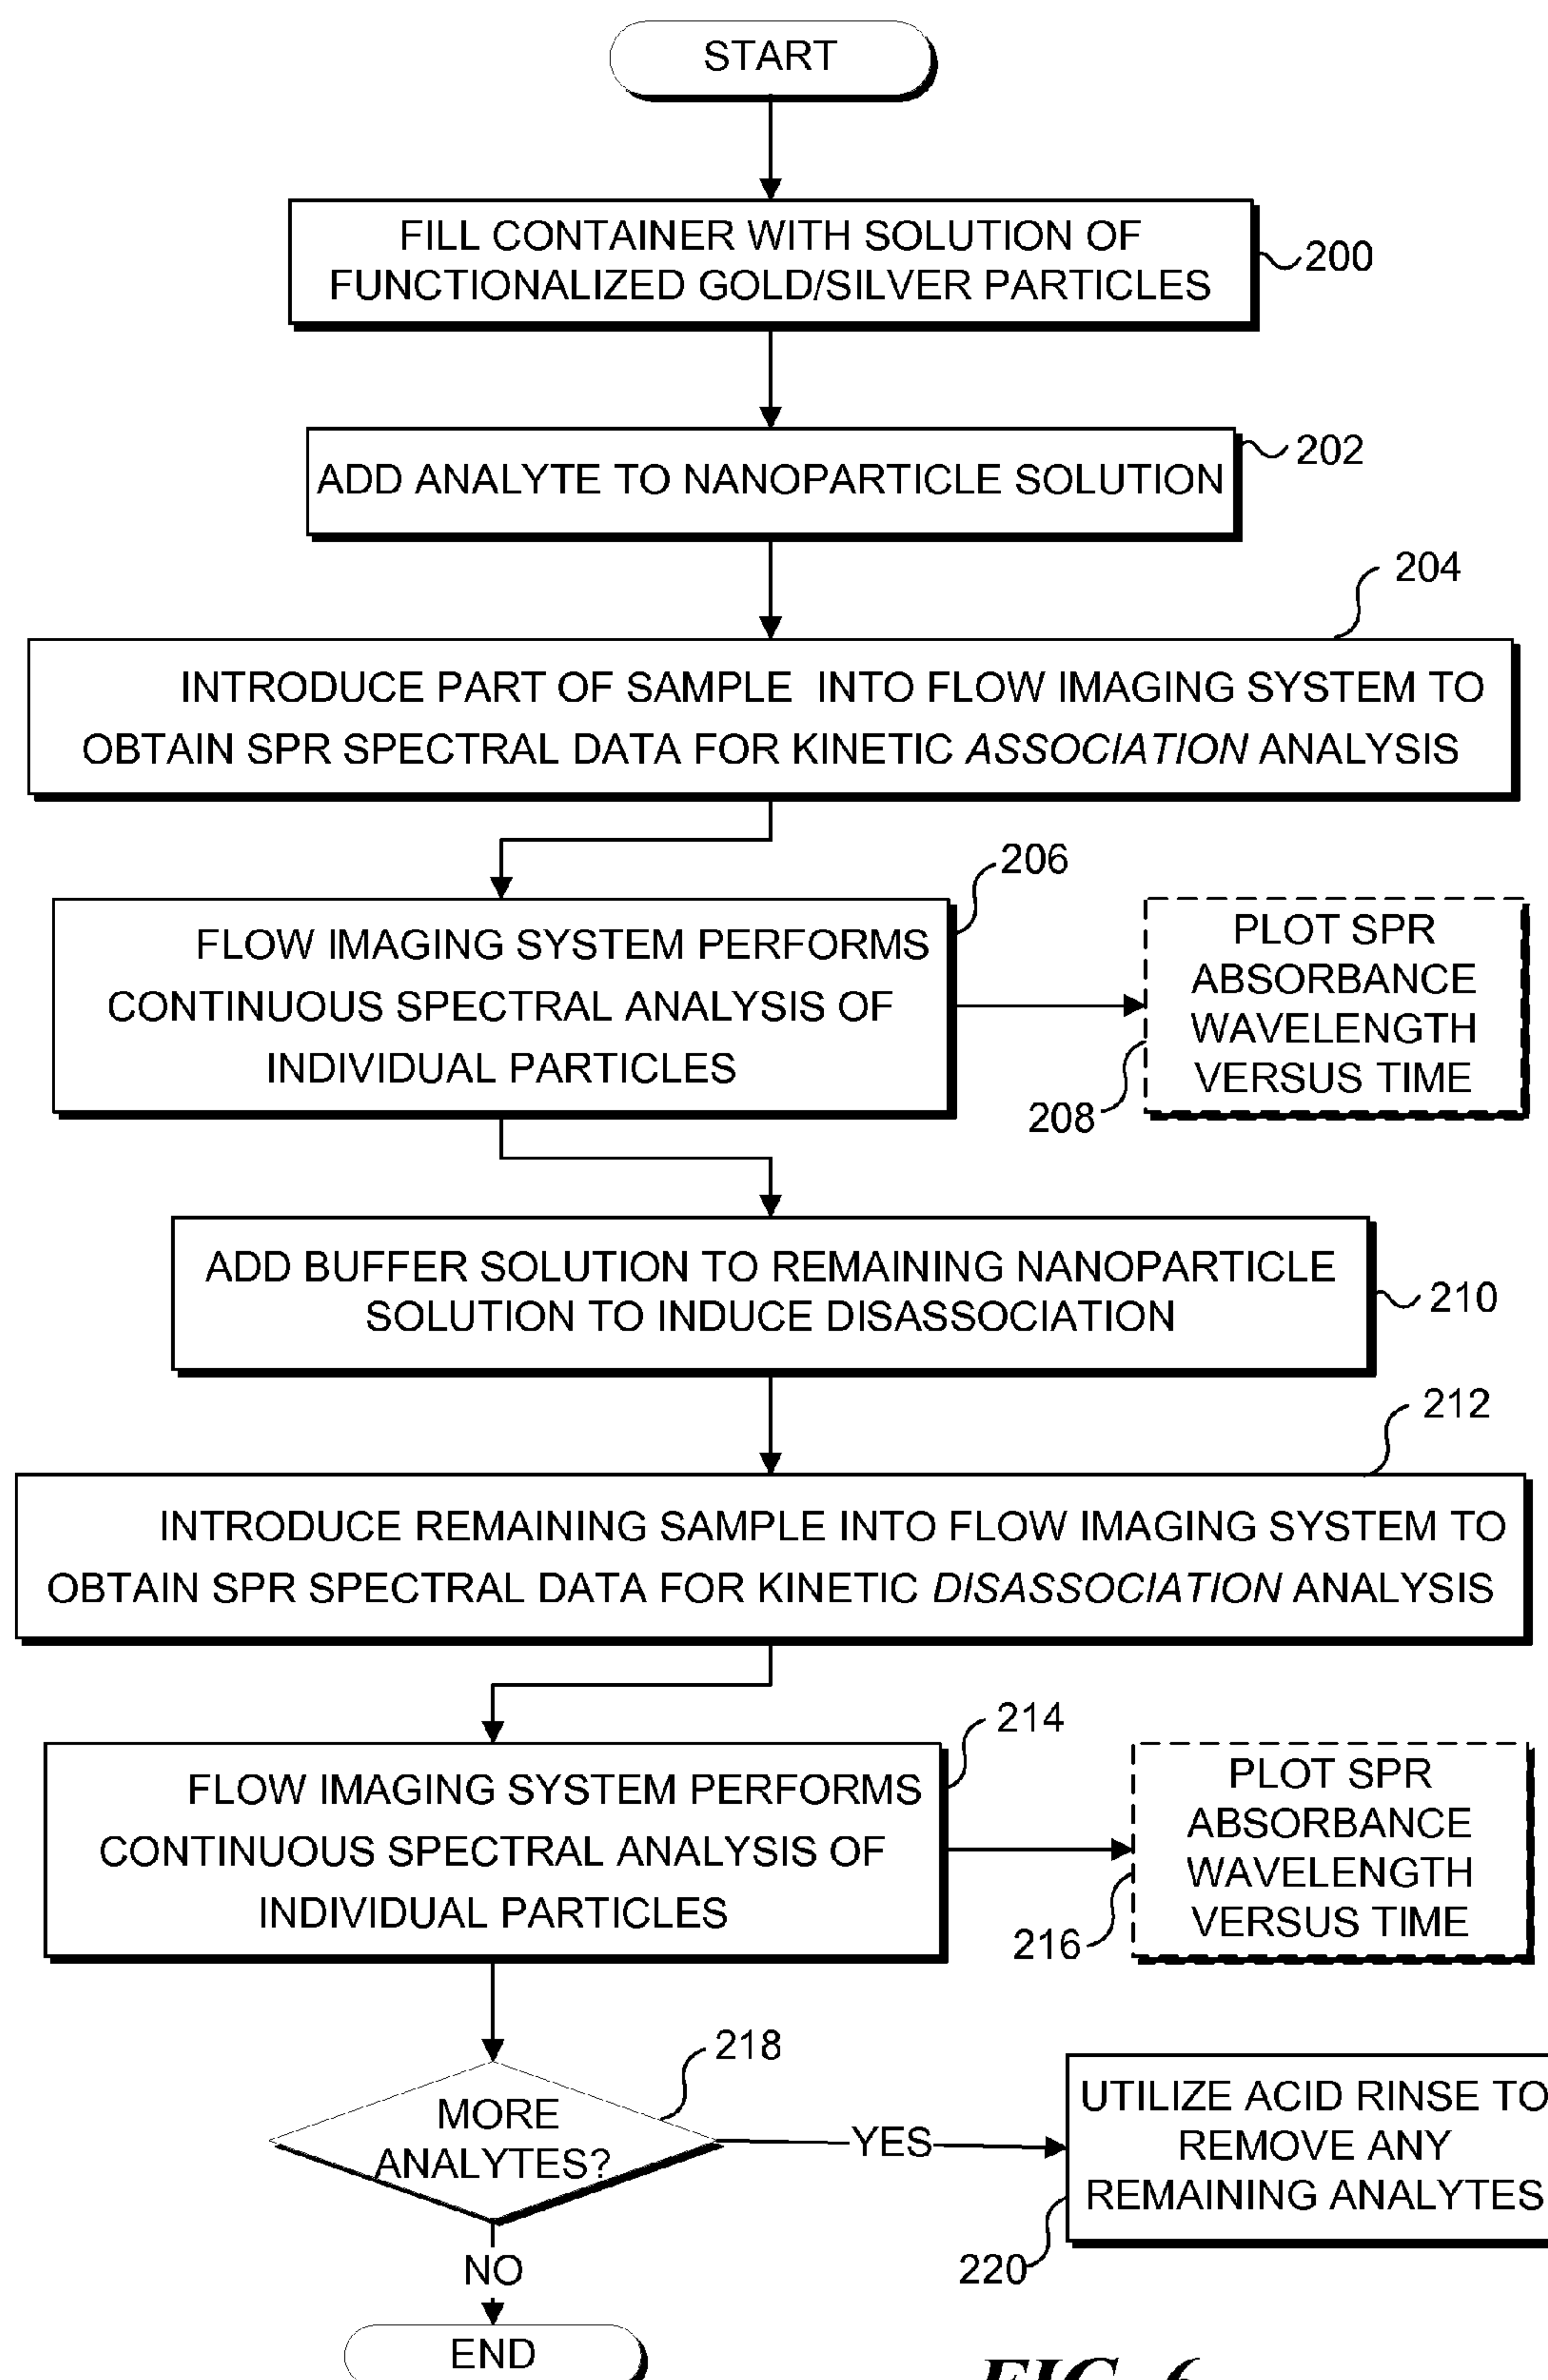 START
FILL CONTAINER WITH SOLUTION OF
FUNCTIONALIZED GOLD/SILVER PARTICLES
200
ADD ANALYTE TO NANOPARTICLE SOLUTION
202
204
INTRODUCE PART OF SAMPLE INTO FLOW IMAGING SYSTEM TO
OBTAIN SPR SPECTRAL DATA FOR KINETIC ASSOCIATION ANALYSIS
206
FLOW IMAGING SYSTEM PERFORMS
CONTINUOUS SPECTRAL ANALYSIS OF
INDIVIDUAL PARTICLES
PLOT SPR
ABSORBANCE
WAVELENGTH
VERSUS TIME
208
ADD BUFFER SOLUTION TO REMAINING NANOPARTICLE
SOLUTION TO INDUCE DISASSOCIATION
210
212
INTRODUCE REMAINING SAMPLE INTO FLOW IMAGING SYSTEM TO
OBTAIN SPR SPECTRAL DATA FOR KINETIC DISASSOCIATION ANALYSIS
214
FLOW IMAGING SYSTEM PERFORMS
CONTINUOUS SPECTRAL ANALYSIS OF
INDIVIDUAL PARTICLES
PLOT SPR
ABSORBANCE
WAVELENGTH
VERSUS TIME
216
218
MORE
ANALYTES?
YES
UTILIZE ACID RINSE TO
REMOVE ANY
REMAINING ANALYTES
220
NO
END
FIG. 6